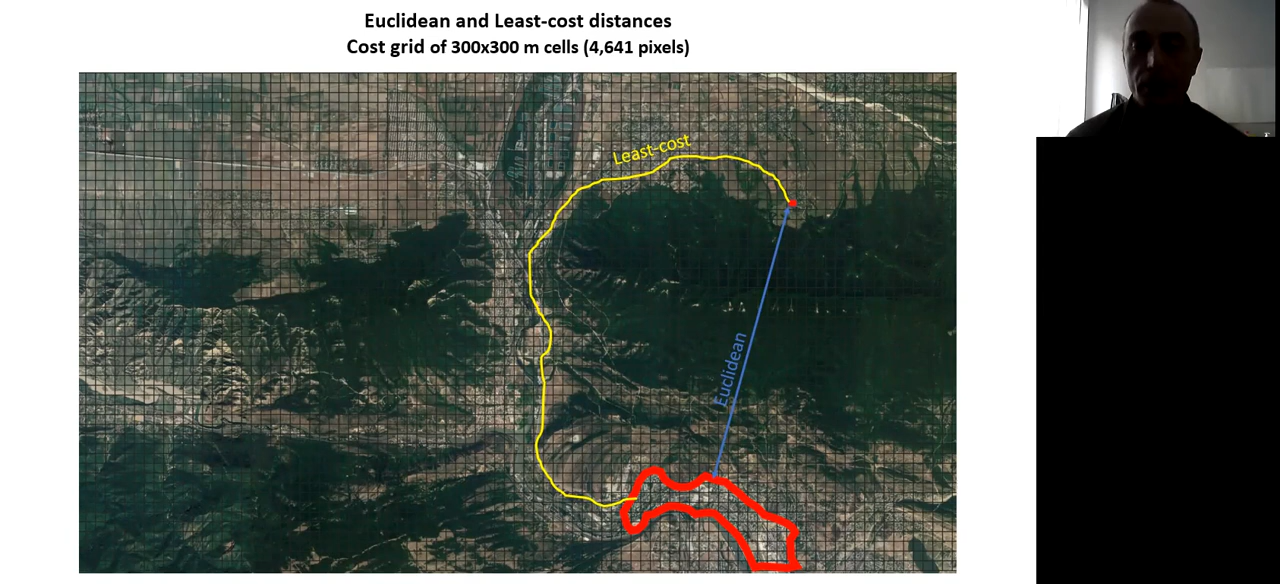 Euclidean and Least-cost distances
Cost grid of 300x300 m cells (4,641 pixels)
Least-cost
Euclidean